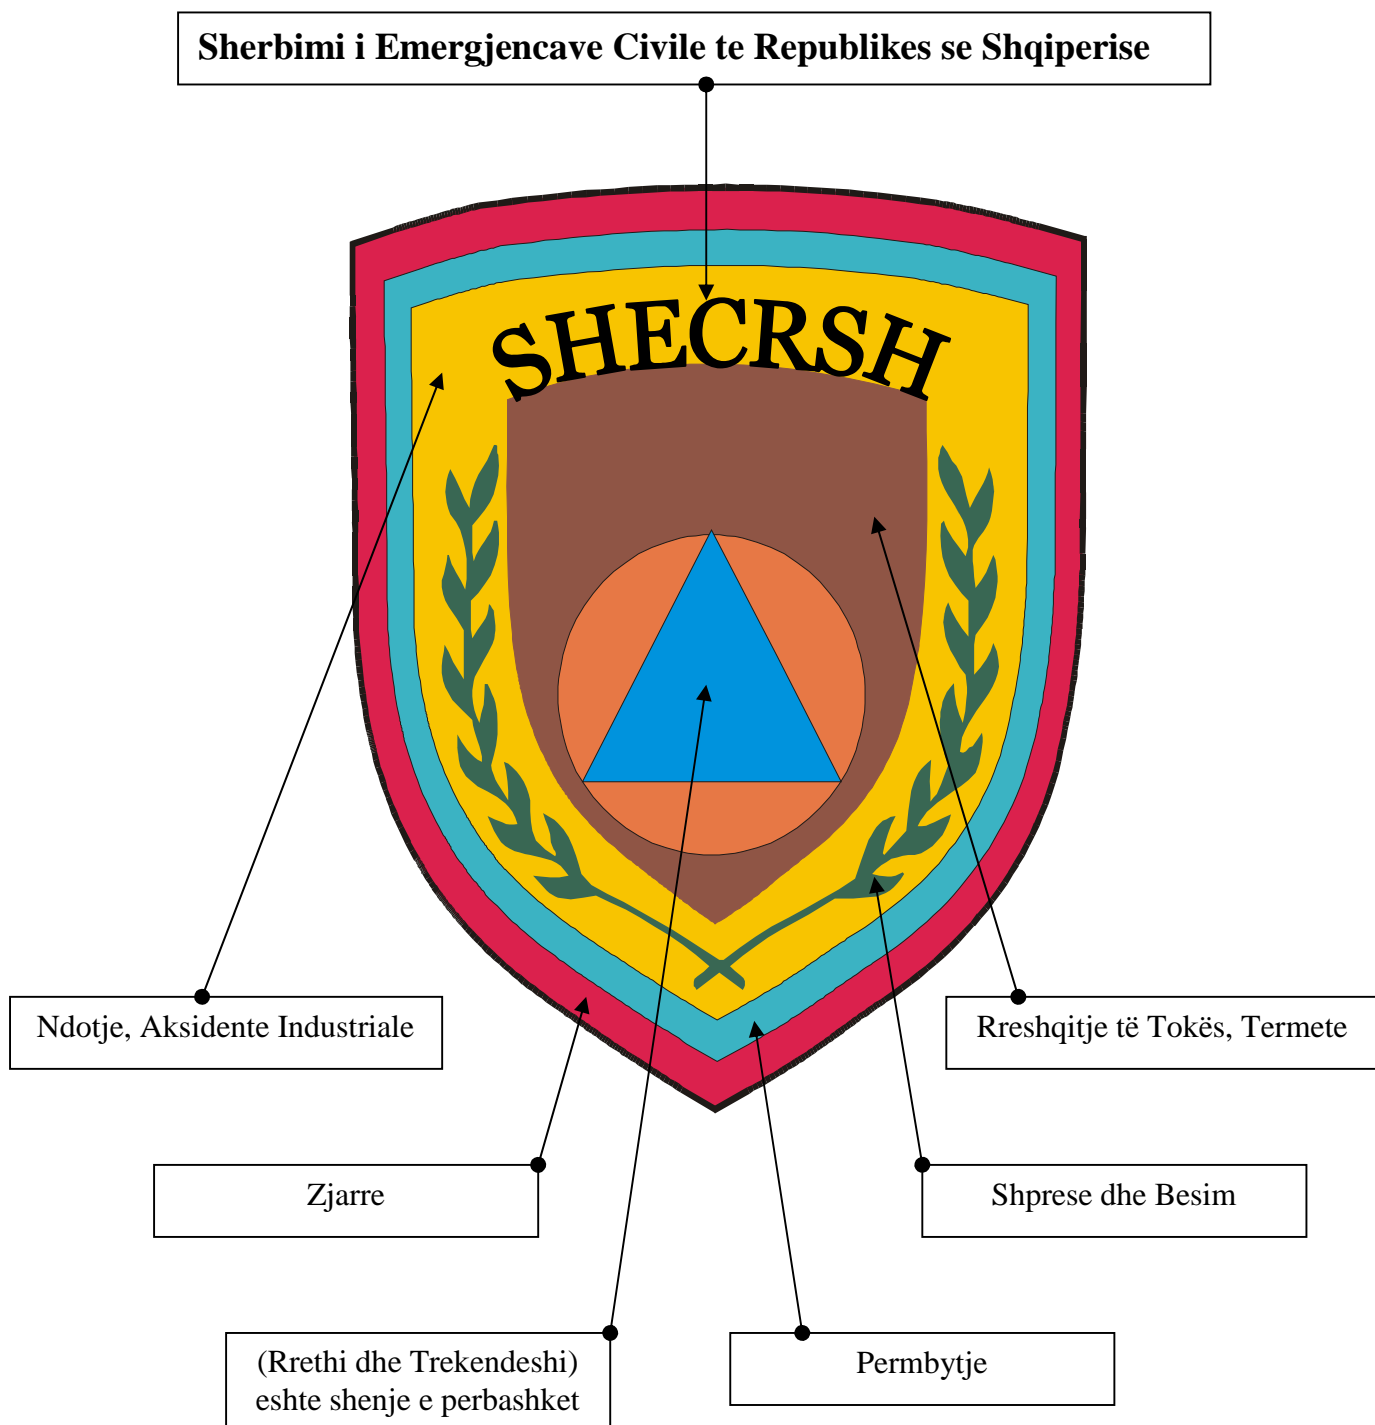 Sherbimi i Emergjencave Civile te Republikes se Shqiperise
SHECRSH
Ndotje, Aksidente Industriale
Rreshqitje të Tokës, Termete
Zjarre
Shprese dhe Besim
(Rrethi dhe Trekendeshi)
eshte shenje e perbashket
Permbytje